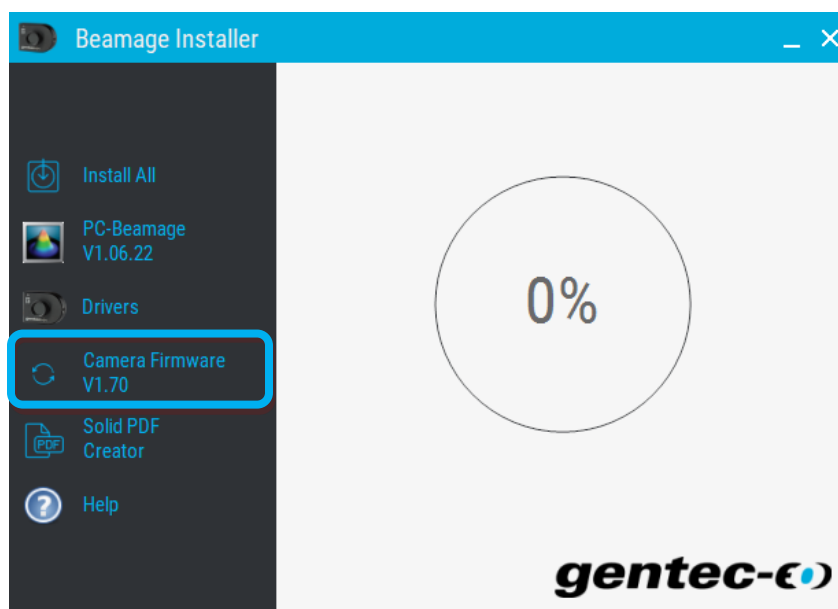 Beamage Installer
Install All
PC-Beamage
V1.06.22
Drivers
Camera Firmware
V1.70
Solid PDF
Creator
PDF
Help
0%
gentec-eo